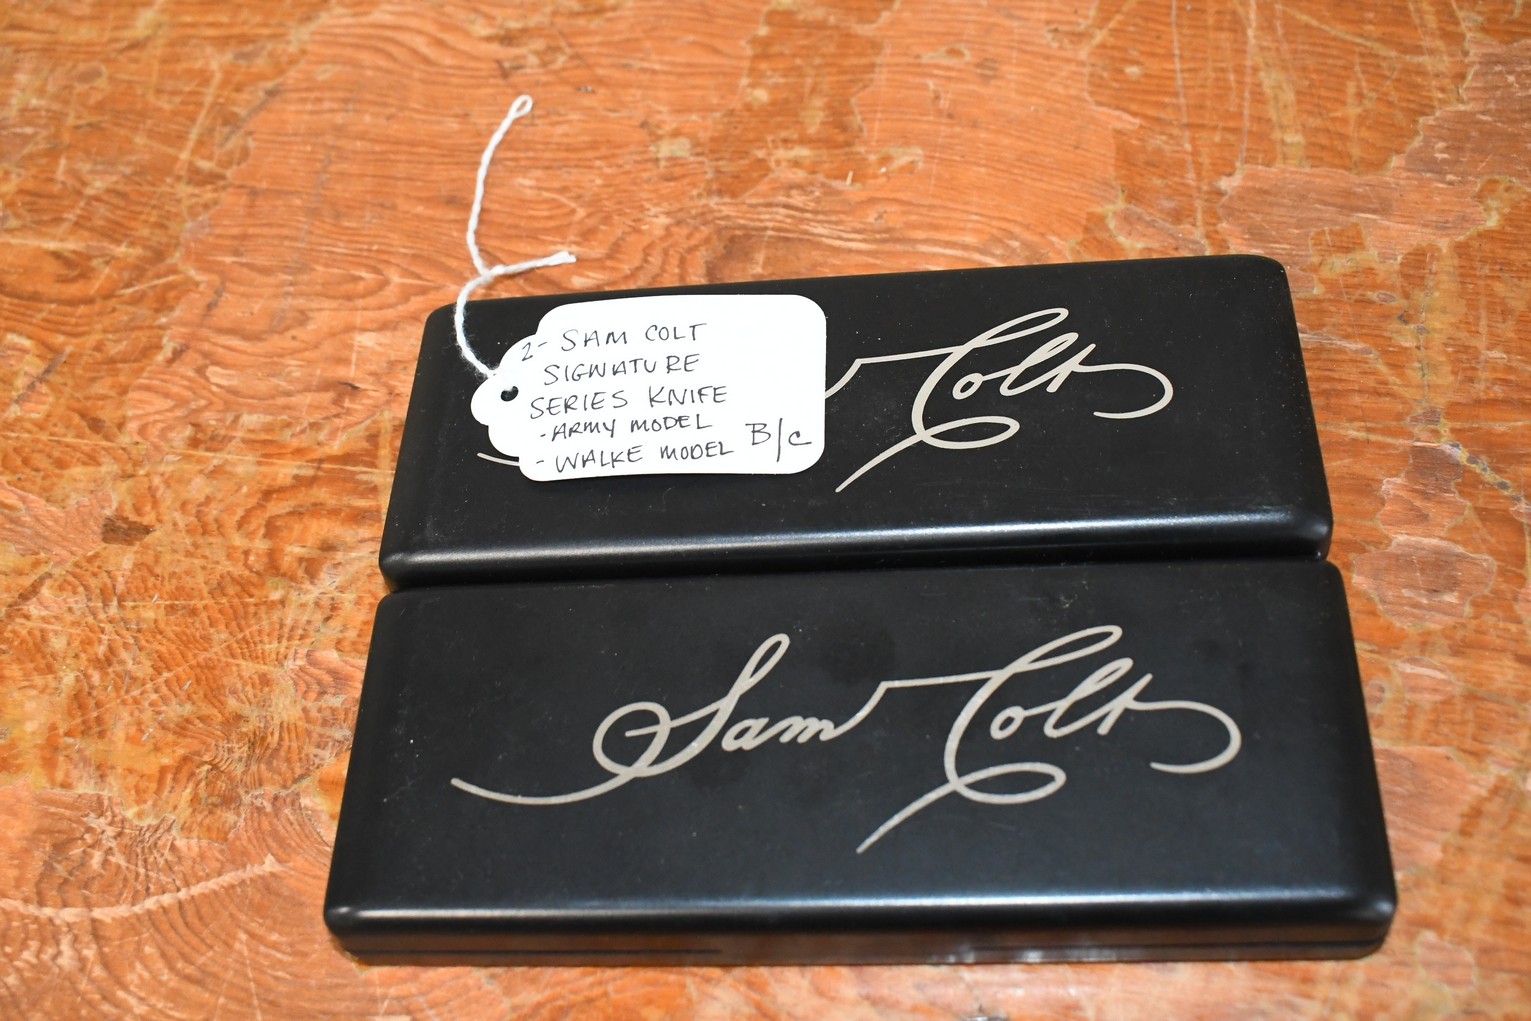 2- SAM COLT
SIGNATURE
SERIES KNIFE
- ARMY MODEL
- WALKE MODEL B/C
Colt
Sam Colt